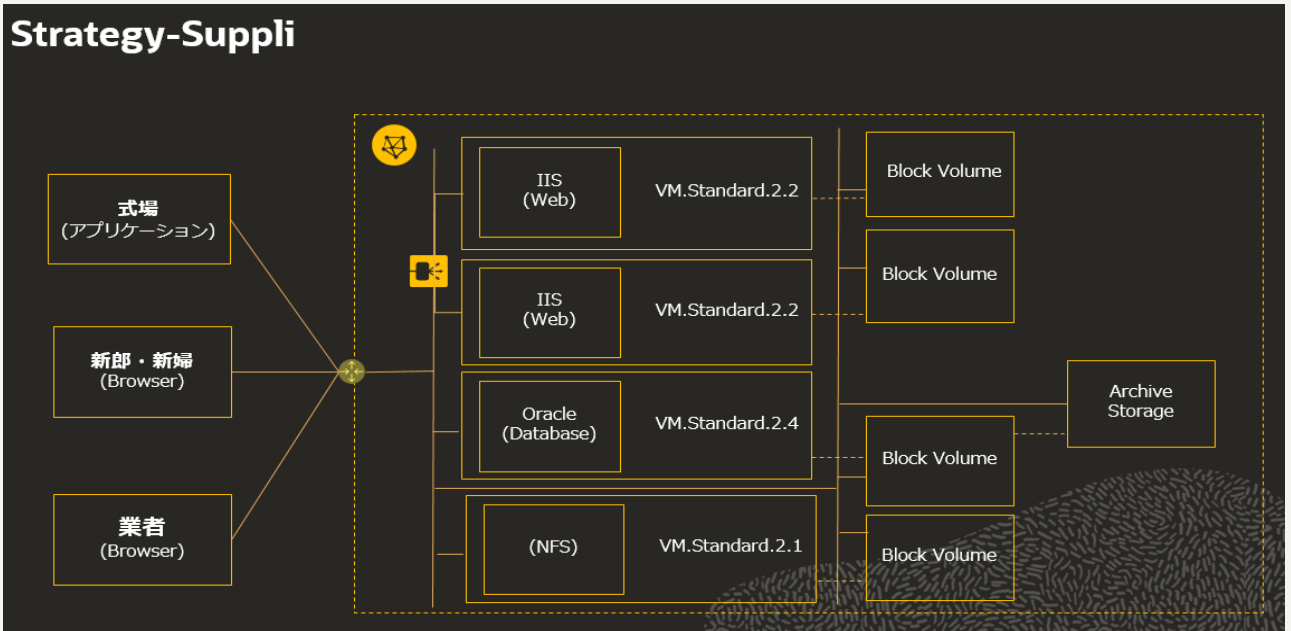 Strategy-Suppli
式場
(アプリケーション)
新郎・新婦
(Browser)
業者
(Browser)
IIS
(Web)
VM.Standard.2.2
IIS
(Web)
VM.Standard.2.2
Oracle
(Database)
VM.Standard.2.4
(NFS)
VM.Standard.2.1
Block Volume
Block Volume
Block Volume
Block Volume
Archive
Storage